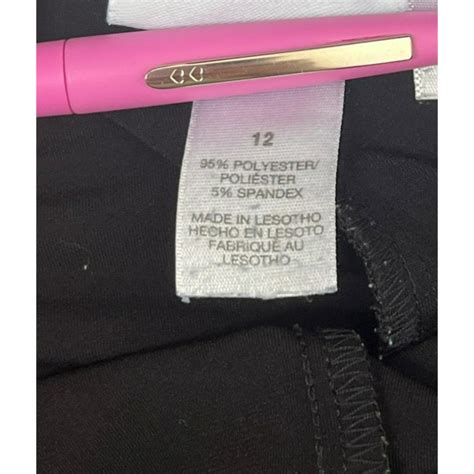 12
95% POLYESTER/
POLIÉSTER
5% SPANDEX
MADE IN LESOTHO
HECHO EN LESOTO
FABRIQUÉ AU
LESOTHO